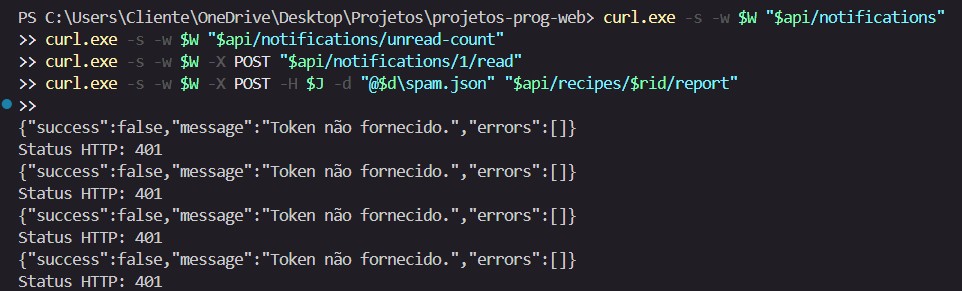 PS C:\Users\Cliente\OneDrive\Desktop\Projetos\projetos-prog-web> curl.exe -s -w $W "$api/notifications"
>> curl.exe -s -w $W "$api/notifications/unread-count"
>> curl.exe -s -w $W -X POST "$api/notifications/1/read"
>> curl.exe -s -w $W -X POST -H $J -d "@$d\spam.json" "$api/recipes/$rid/report"
>>
{"success":false,"message":"Token não fornecido.","errors":[]}
Status HTTP: 401
{"success":false,"message":"Token não fornecido.","errors":[]}
Status HTTP: 401
{"success":false,"message":"Token não fornecido.","errors":[]}
Status HTTP: 401
{"success":false,"message":"Token não fornecido.","errors":[]}
Status HTTP: 401